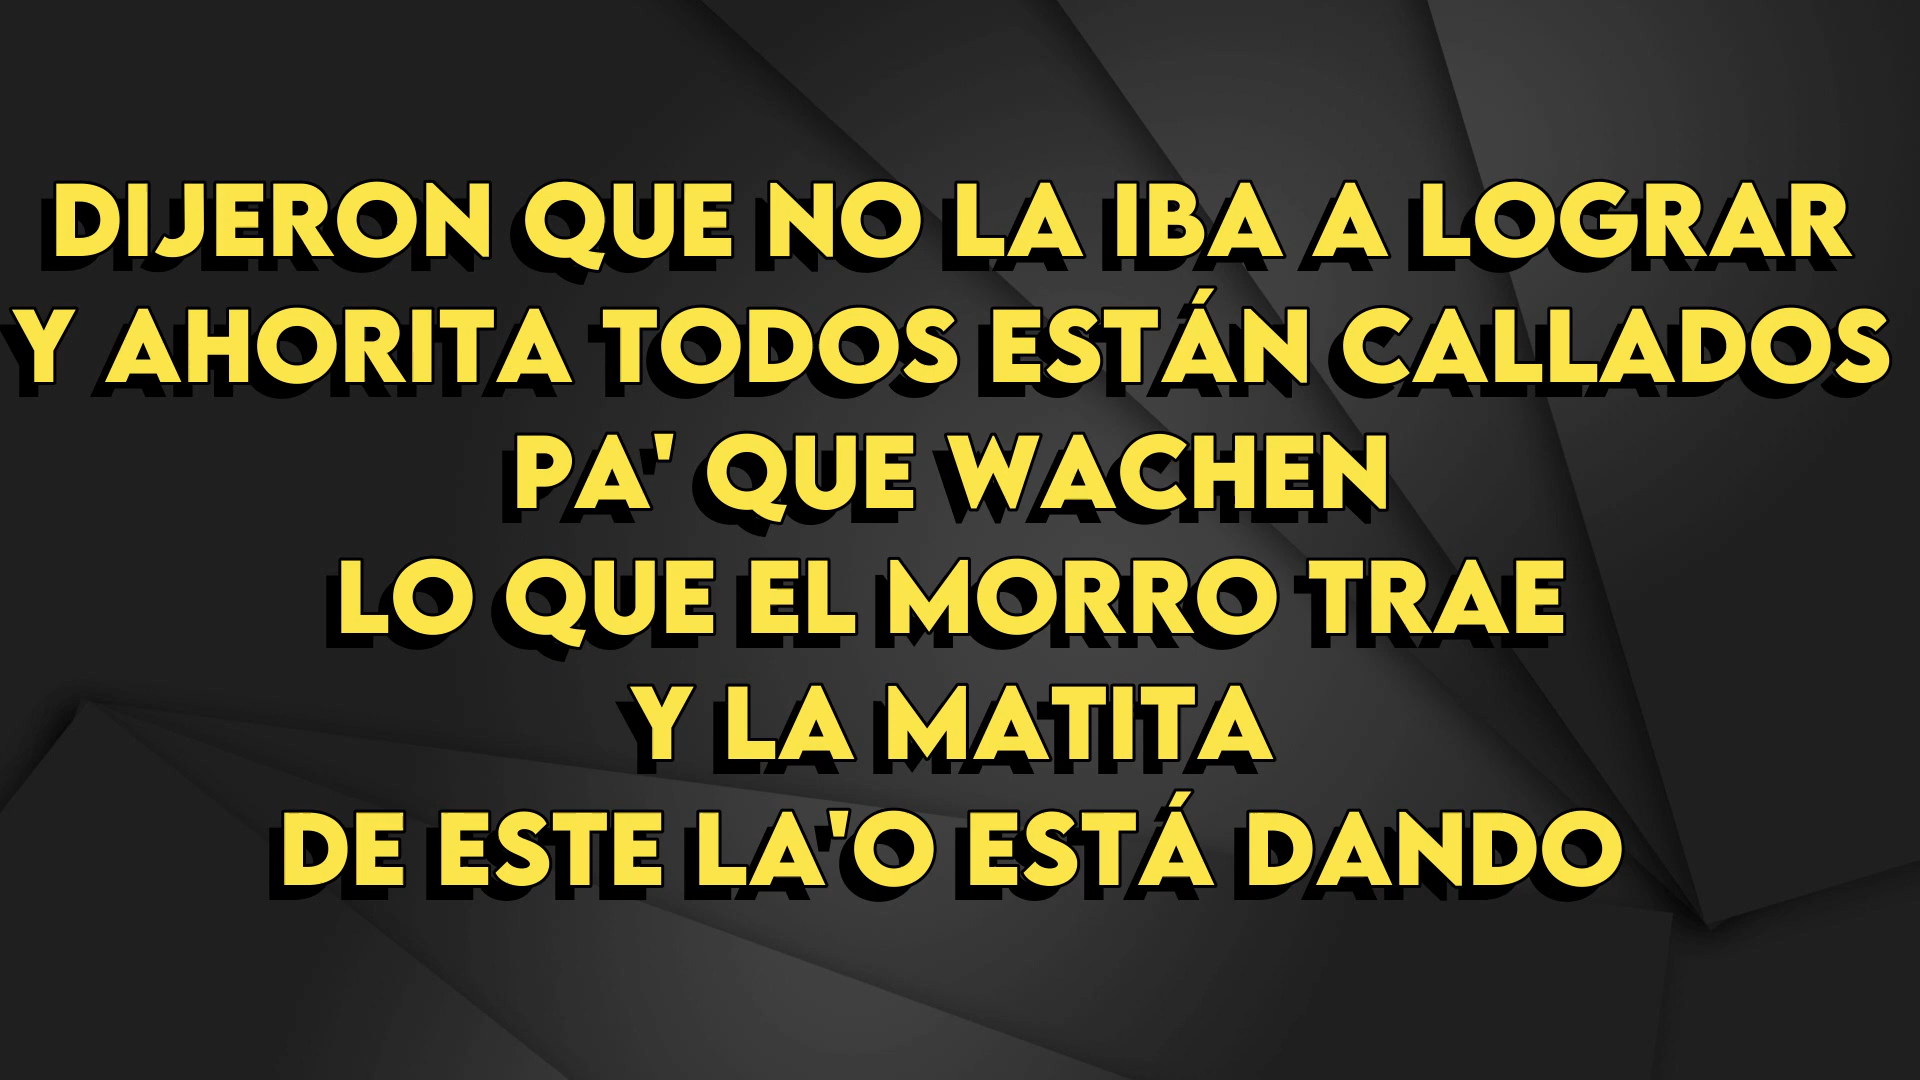 DIJERON QUE NO LA IBA A LOGRAR
Y AHORITA TODOS ESTÁN CALLADOS
PA' QUE WACHEN
LO QUE EL MORRO TRAE
Y LA MATITA
DE ESTE LA'O ESTÁ DANDO